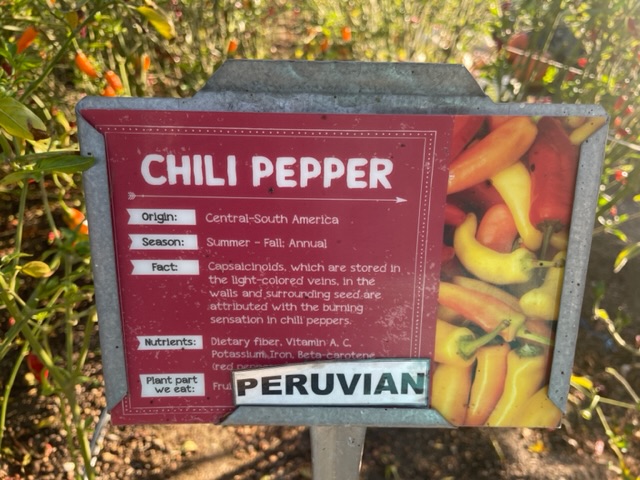 CHILI PEPPER
Origin: Central-South America
Season: Summer - Fall; Annual
Fact: Capsaicinoids, which are stored in
the light-colored veins, in the
walls and surrounding seed are
attributed with the burning
sensation in chili peppers.
Nutrients: Dietary fiber, Vitamin A, C,
Potassium, Iron, Beta-carotene
(red
Plant part
we eat:
PERUVIAN